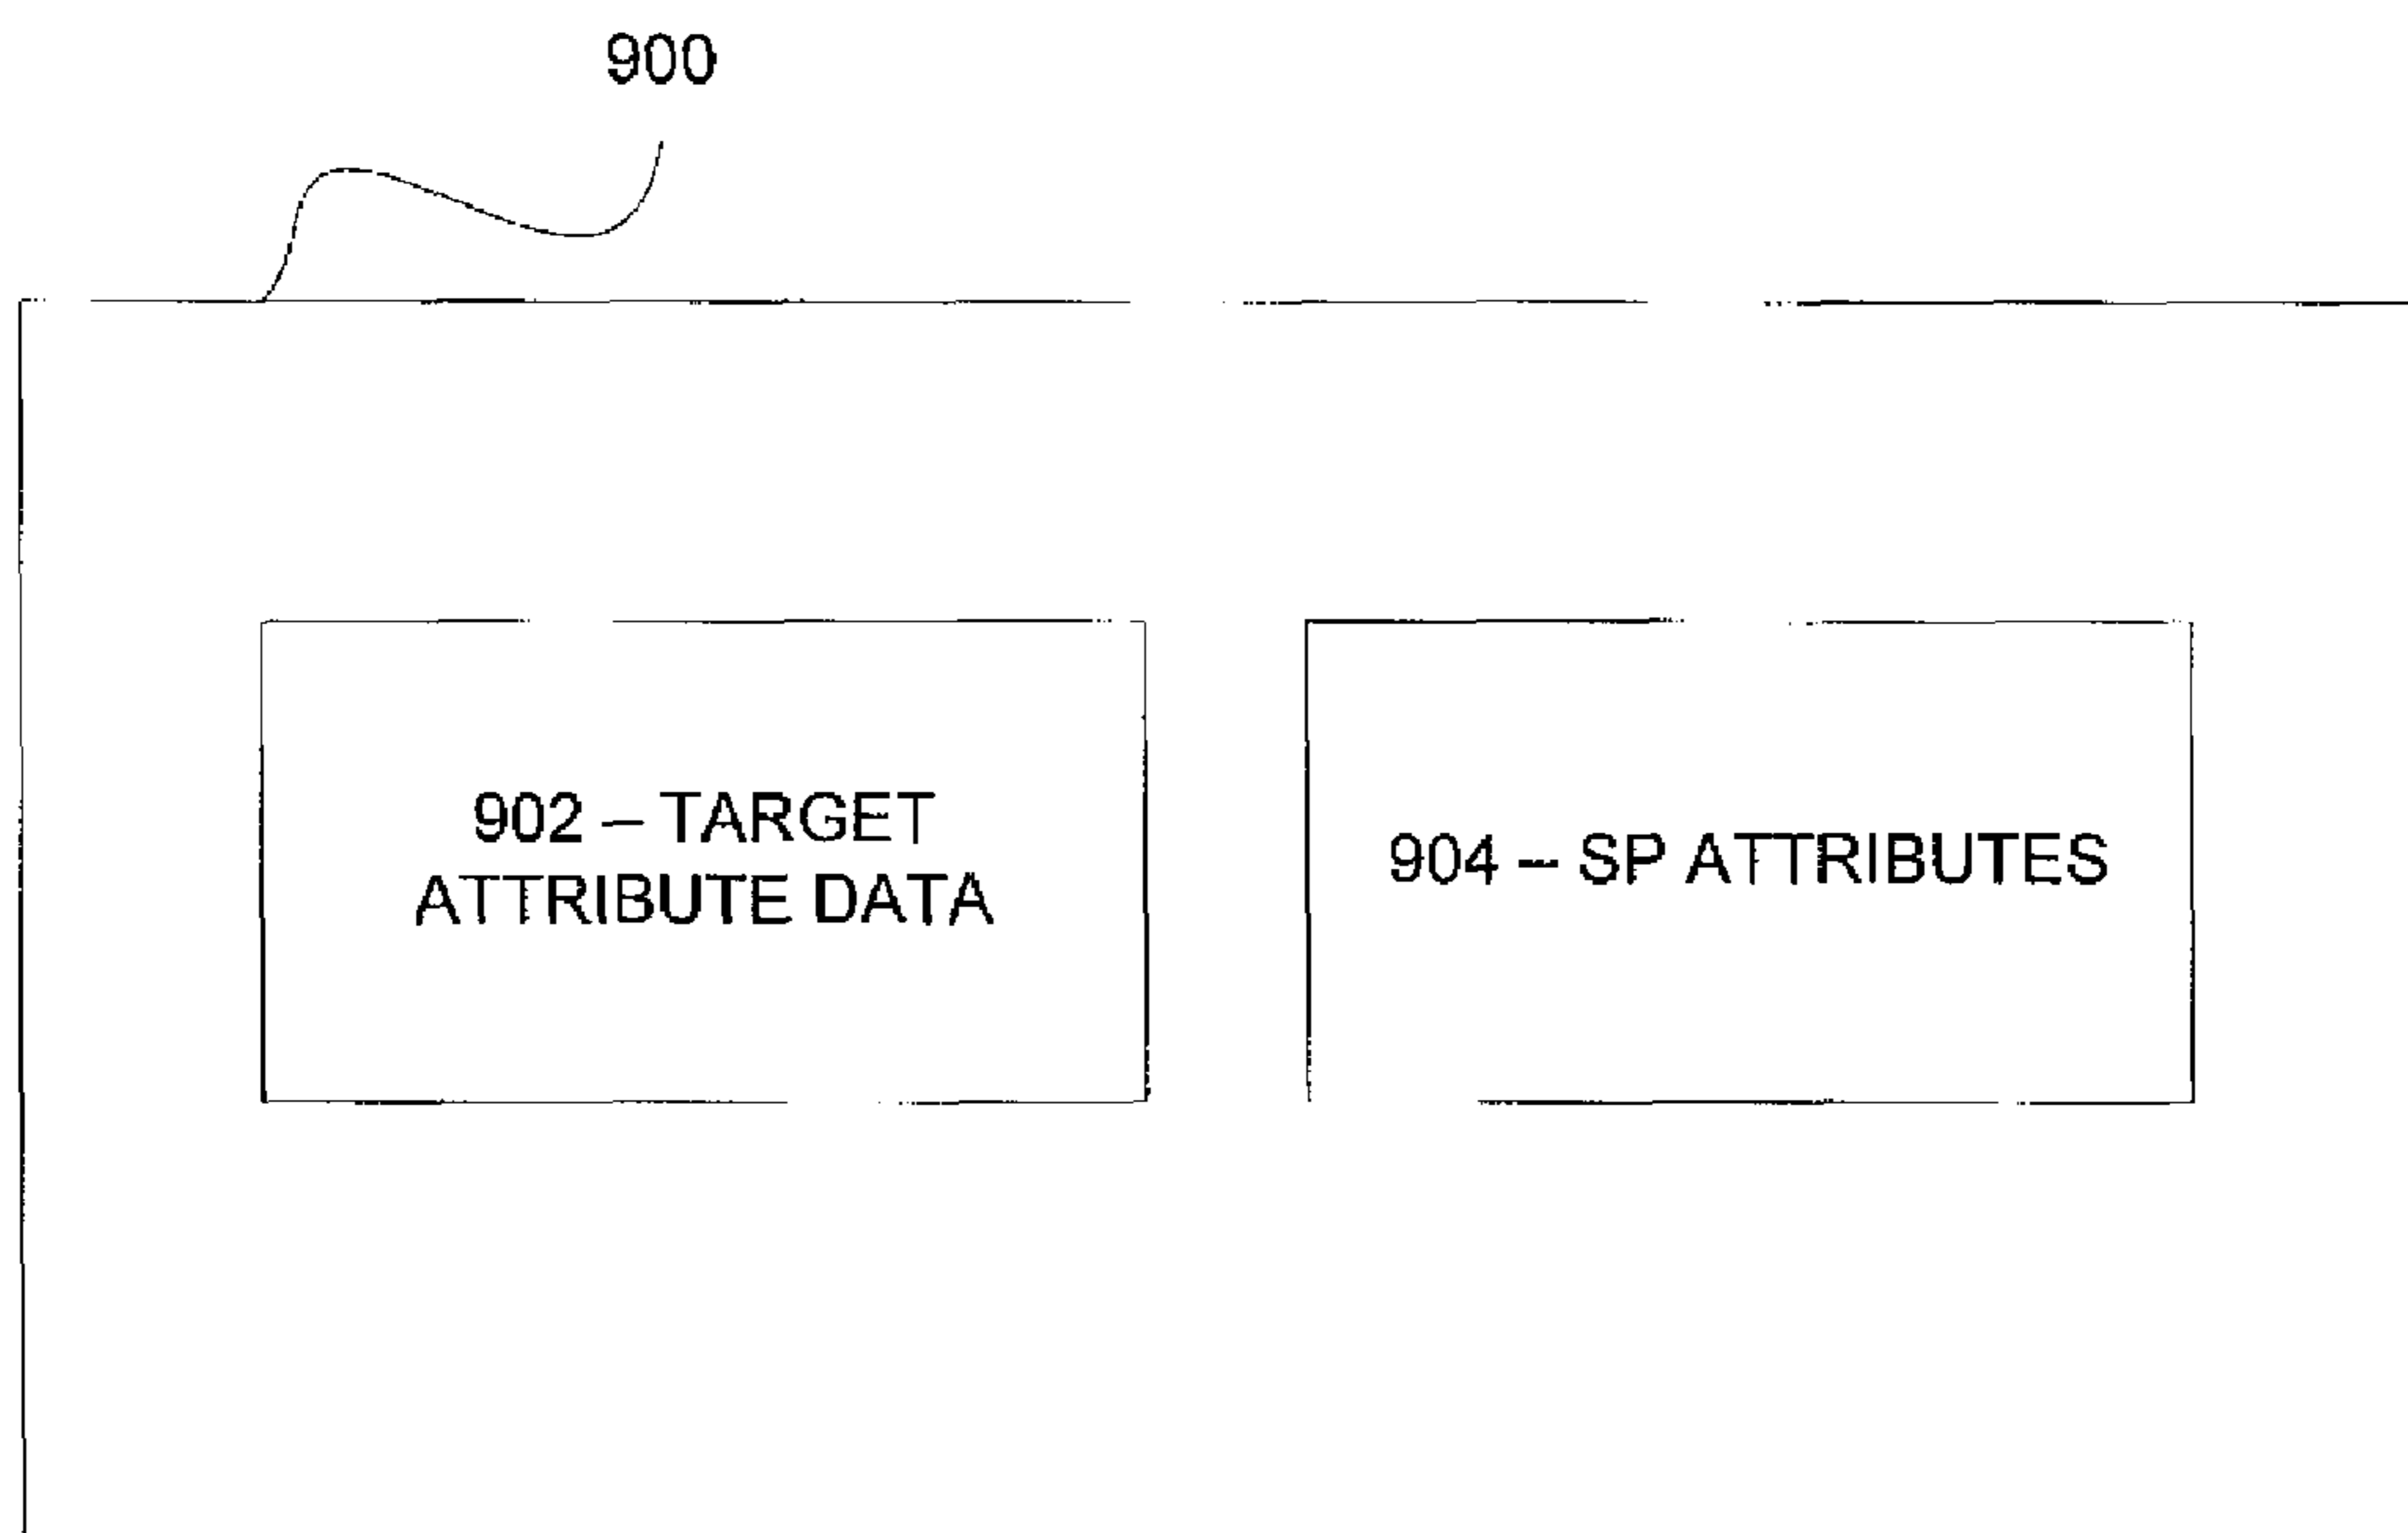 900
902 – TARGET
ATTRIBUTE DATA
904 – SP ATTRIBUTES